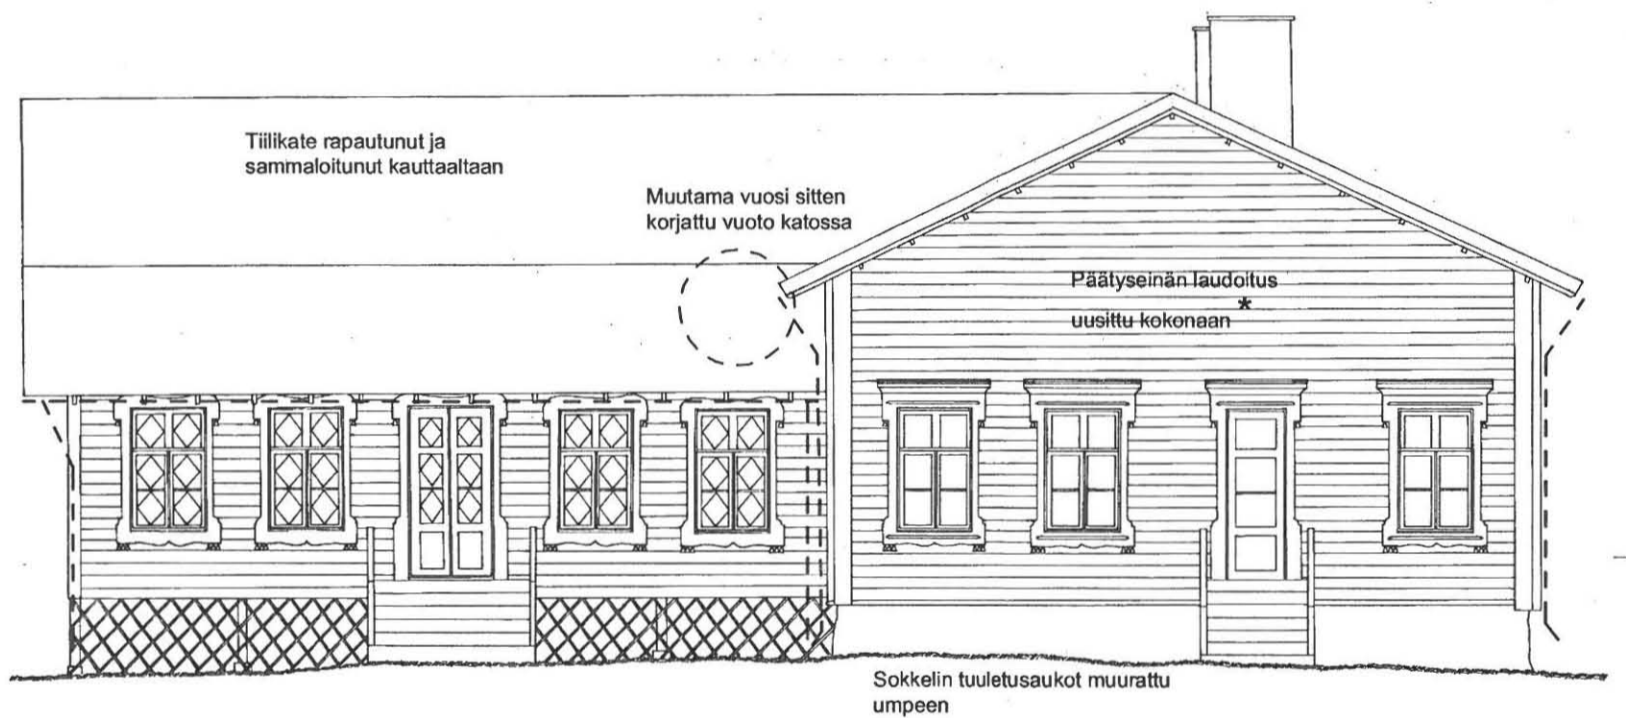 Tiilikate rapautunut ja
sammaloitunut kauttaaltaan
Muutama vuosi sitten
korjattu vuoto katossa
Päätyseinän laudoitus
*
uusittu kokonaan
Sokkelin tuuletusaukot muurattu
umpeen